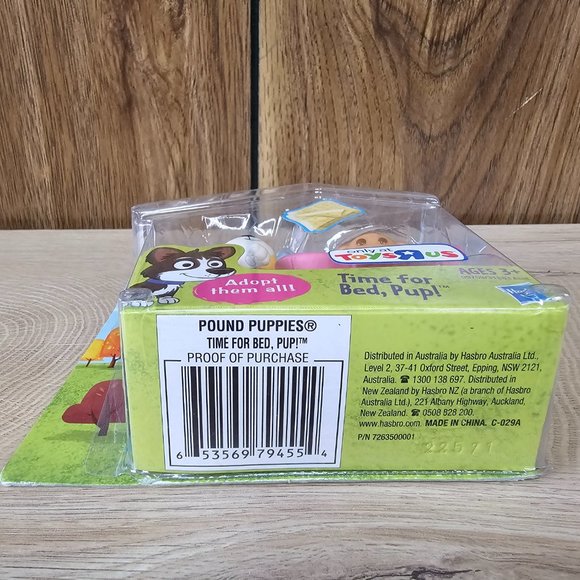 only at
TOYS R US
Adopt
them all!
Time for
Bed, Pup!™
AGES 3+
POUND PUPPIES®
TIME FOR BED, PUP!™
PROOF OF PURCHASE
6 53569 79455 4
Distributed in Australia by Hasbro Australia Ltd.,
Level 2, 37-41 Oxford Street, Epping, NSW 2121,
Australia. ☎ 1300 138 697. Distributed in
New Zealand by Hasbro NZ (a branch of Hasbro
Australia Ltd.), 221 Albany Highway, Auckland,
New Zealand. ☎ 0508 828 200.
www.hasbro.com. MADE IN CHINA. C-029A
P/N 7263500001
22571